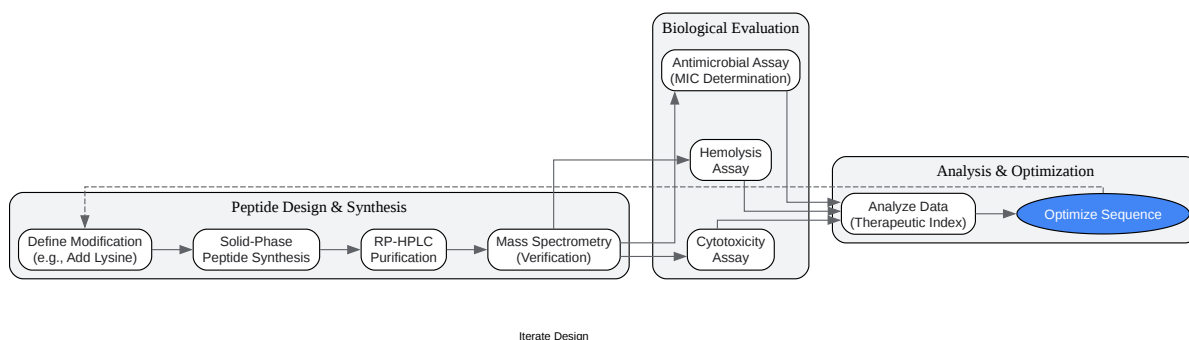 Biological Evaluation
Antimicrobial Assay
(MIC Determination)
Hemolysis
Assay
Cytotoxicity
Assay
Peptide Design & Synthesis
Define Modification
(e.g., Add Lysine)
Solid-Phase
Peptide Synthesis
RP-HPLC
Purification
Mass Spectrometry
(Verification)
Analysis & Optimization
Analyze Data
(Therapeutic Index)
Optimize Sequence
Iterate Design